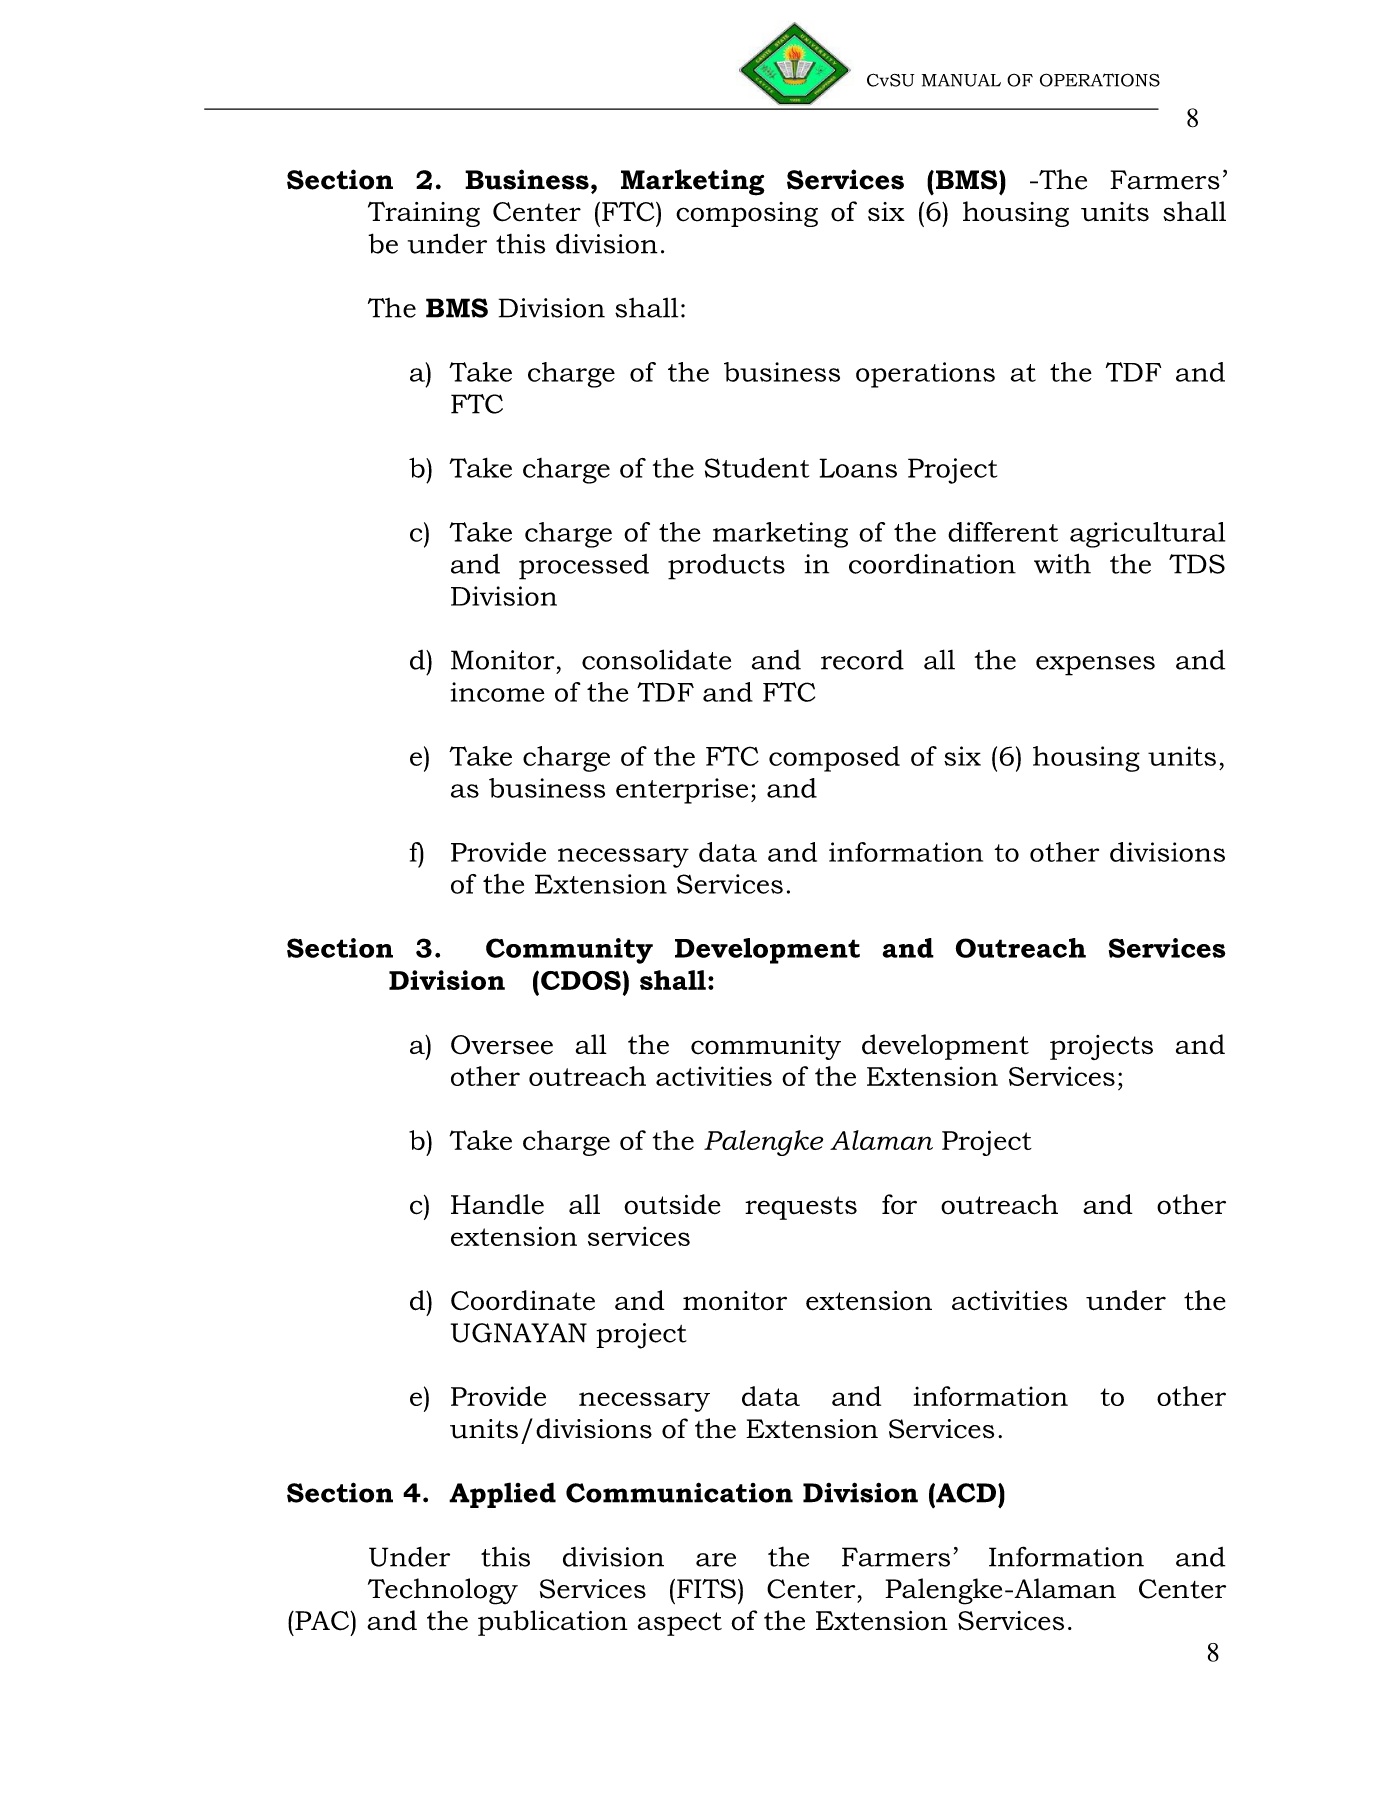 CvSU MANUAL OF OPERATIONS
8
Section 2. Business, Marketing Services (BMS) -The Farmers’
Training Center (FTC) composing of six (6) housing units shall
be under this division.
The BMS Division shall:
a) Take charge of the business operations at the TDF and
FTC
b) Take charge of the Student Loans Project
c) Take charge of the marketing of the different agricultural
and processed products in coordination with the TDS
Division
d) Monitor, consolidate and record all the expenses and
income of the TDF and FTC
e) Take charge of the FTC composed of six (6) housing units,
as business enterprise; and
f) Provide necessary data and information to other divisions
of the Extension Services.
Section 3. Community Development and Outreach Services
Division (CDOS) shall:
a) Oversee all the community development projects and
other outreach activities of the Extension Services;
b) Take charge of the Palengke Alaman Project
c) Handle all outside requests for outreach and other
extension services
d) Coordinate and monitor extension activities under the
UGNAYAN project
e) Provide necessary data and information to other
units/divisions of the Extension Services.
Section 4. Applied Communication Division (ACD)
Under this division are the Farmers’ Information and
Technology Services (FITS) Center, Palengke-Alaman Center
(PAC) and the publication aspect of the Extension Services.
8